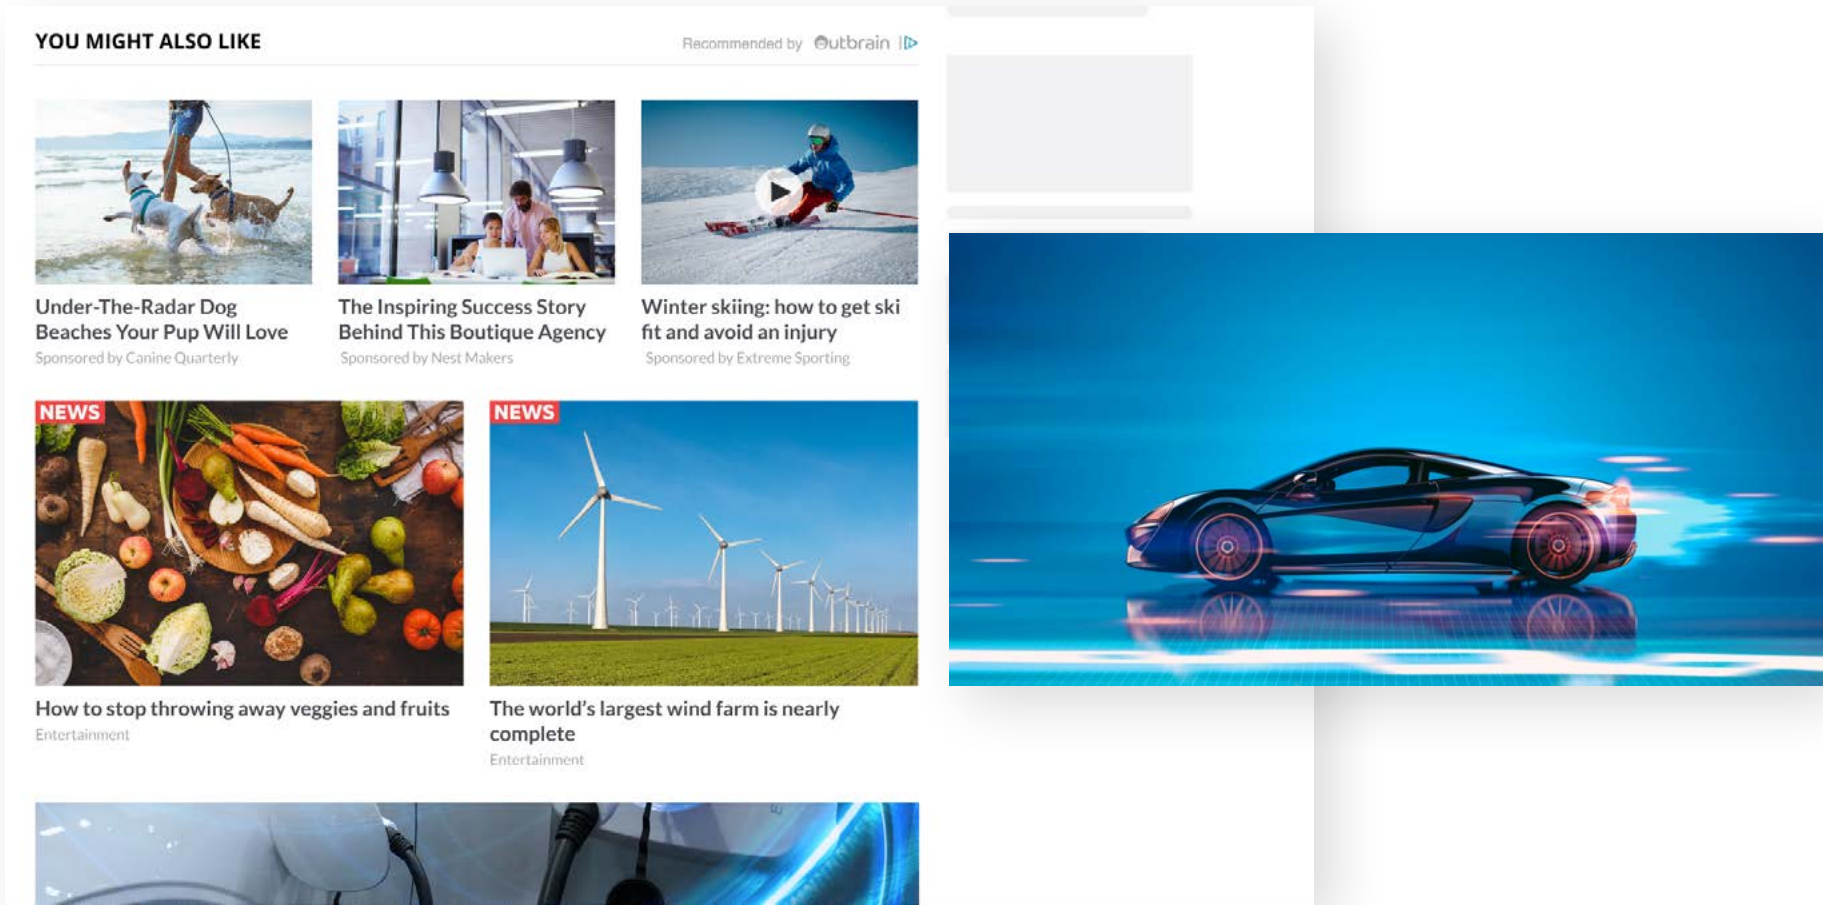 YOU MIGHT ALSO LIKE
Recommended by Outbrain
Under-The-Radar Dog
Beaches Your Pup Will Love
Sponsored by Canine Quarterly
The Inspiring Success Story
Behind This Boutique Agency
Sponsored by Nest Makers
Winter skiing: how to get ski
fit and avoid an injury
Sponsored by Extreme Sporting
NEWS
How to stop throwing away veggies and fruits
Entertainment
NEWS
The world’s largest wind farm is nearly
complete
Entertainment